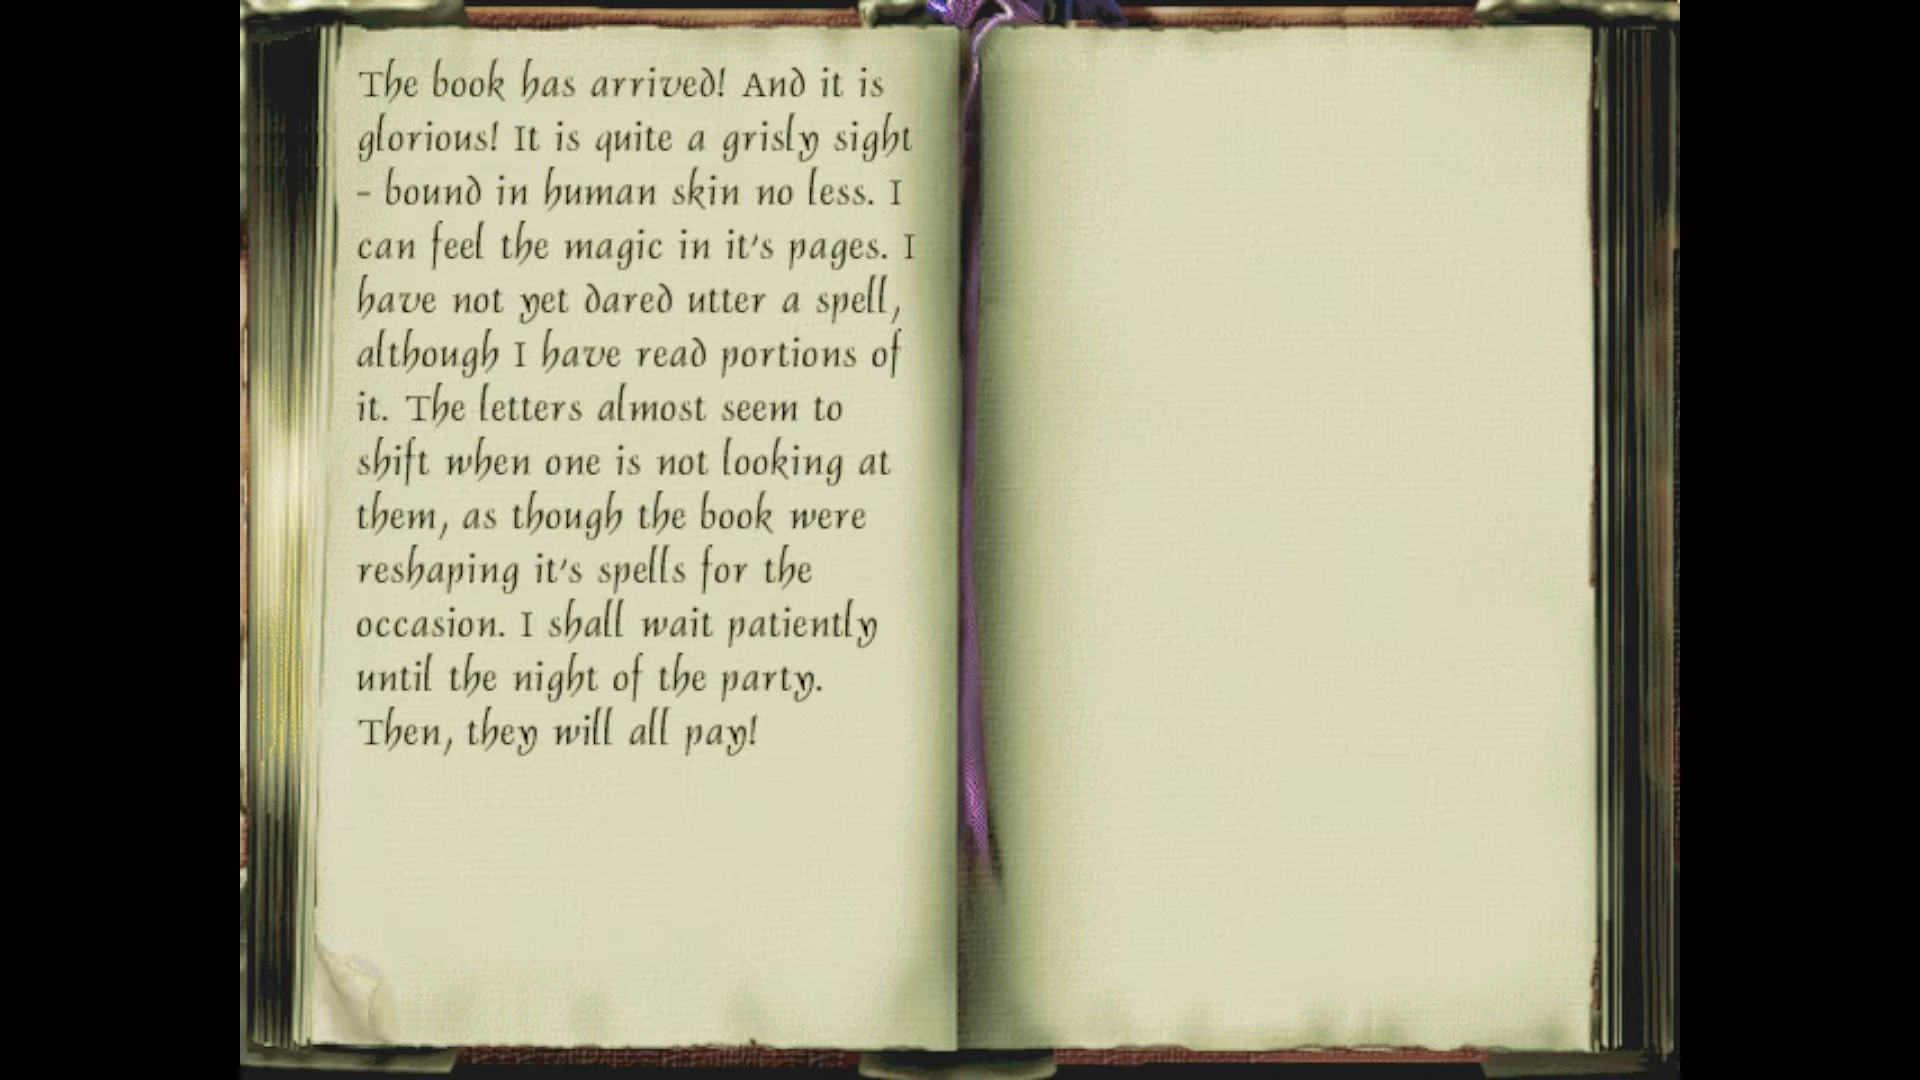 The book has arrived! And it is
glorious! It is quite a grisly sight
- bound in human skin no less. I
can feel the magic in it's pages. I
have not yet dared utter a spell,
although I have read portions of
it. The letters almost seem to
shift when one is not looking at
them, as though the book were
reshaping it's spells for the
occasion. I shall wait patiently
until the night of the party.
Then, they will all pay!